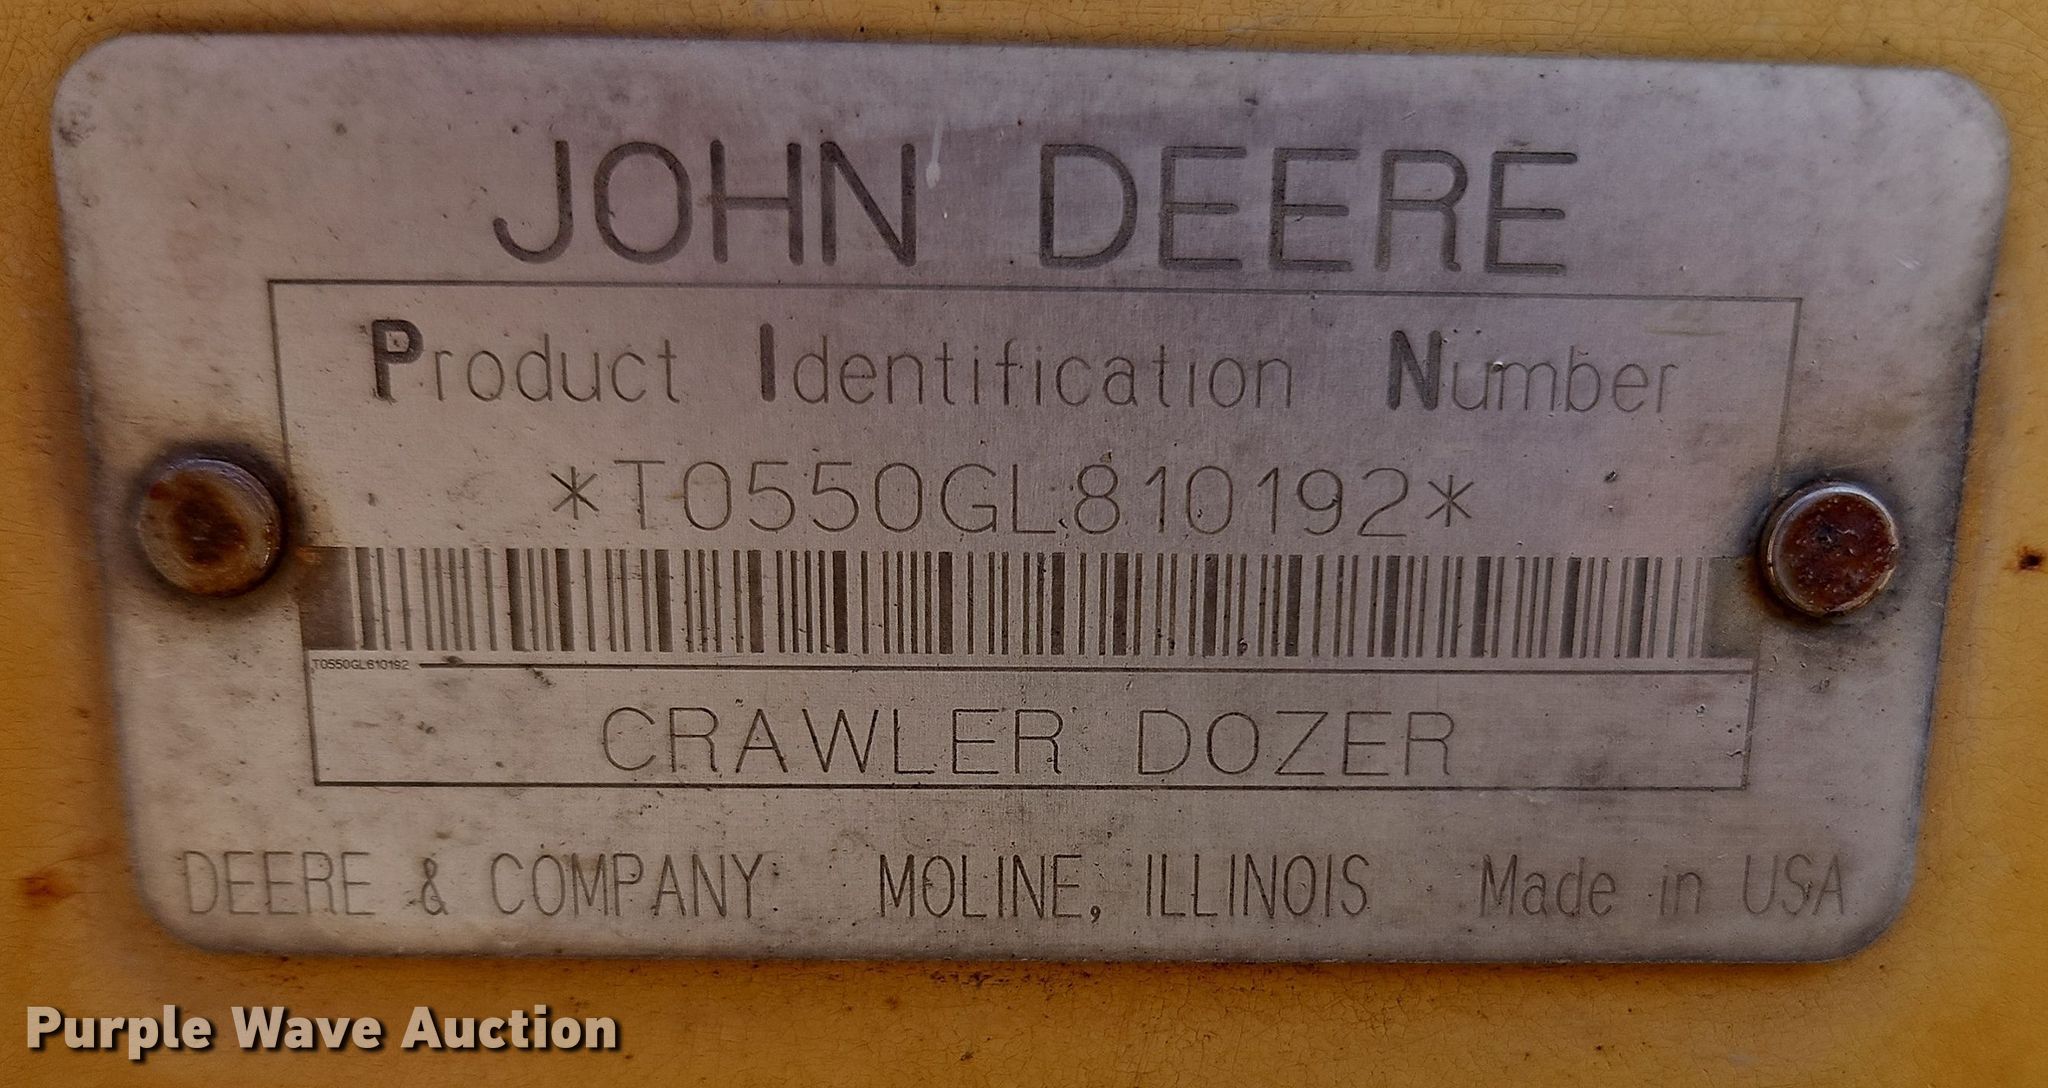 JOHN DEERE
Product Identification Number
*T0550GL810192*
T0550GL810192
CRAWLER DOZER
DEERE & COMPANY MOLINE, ILLINOIS Made in USA
Purple Wave Auction